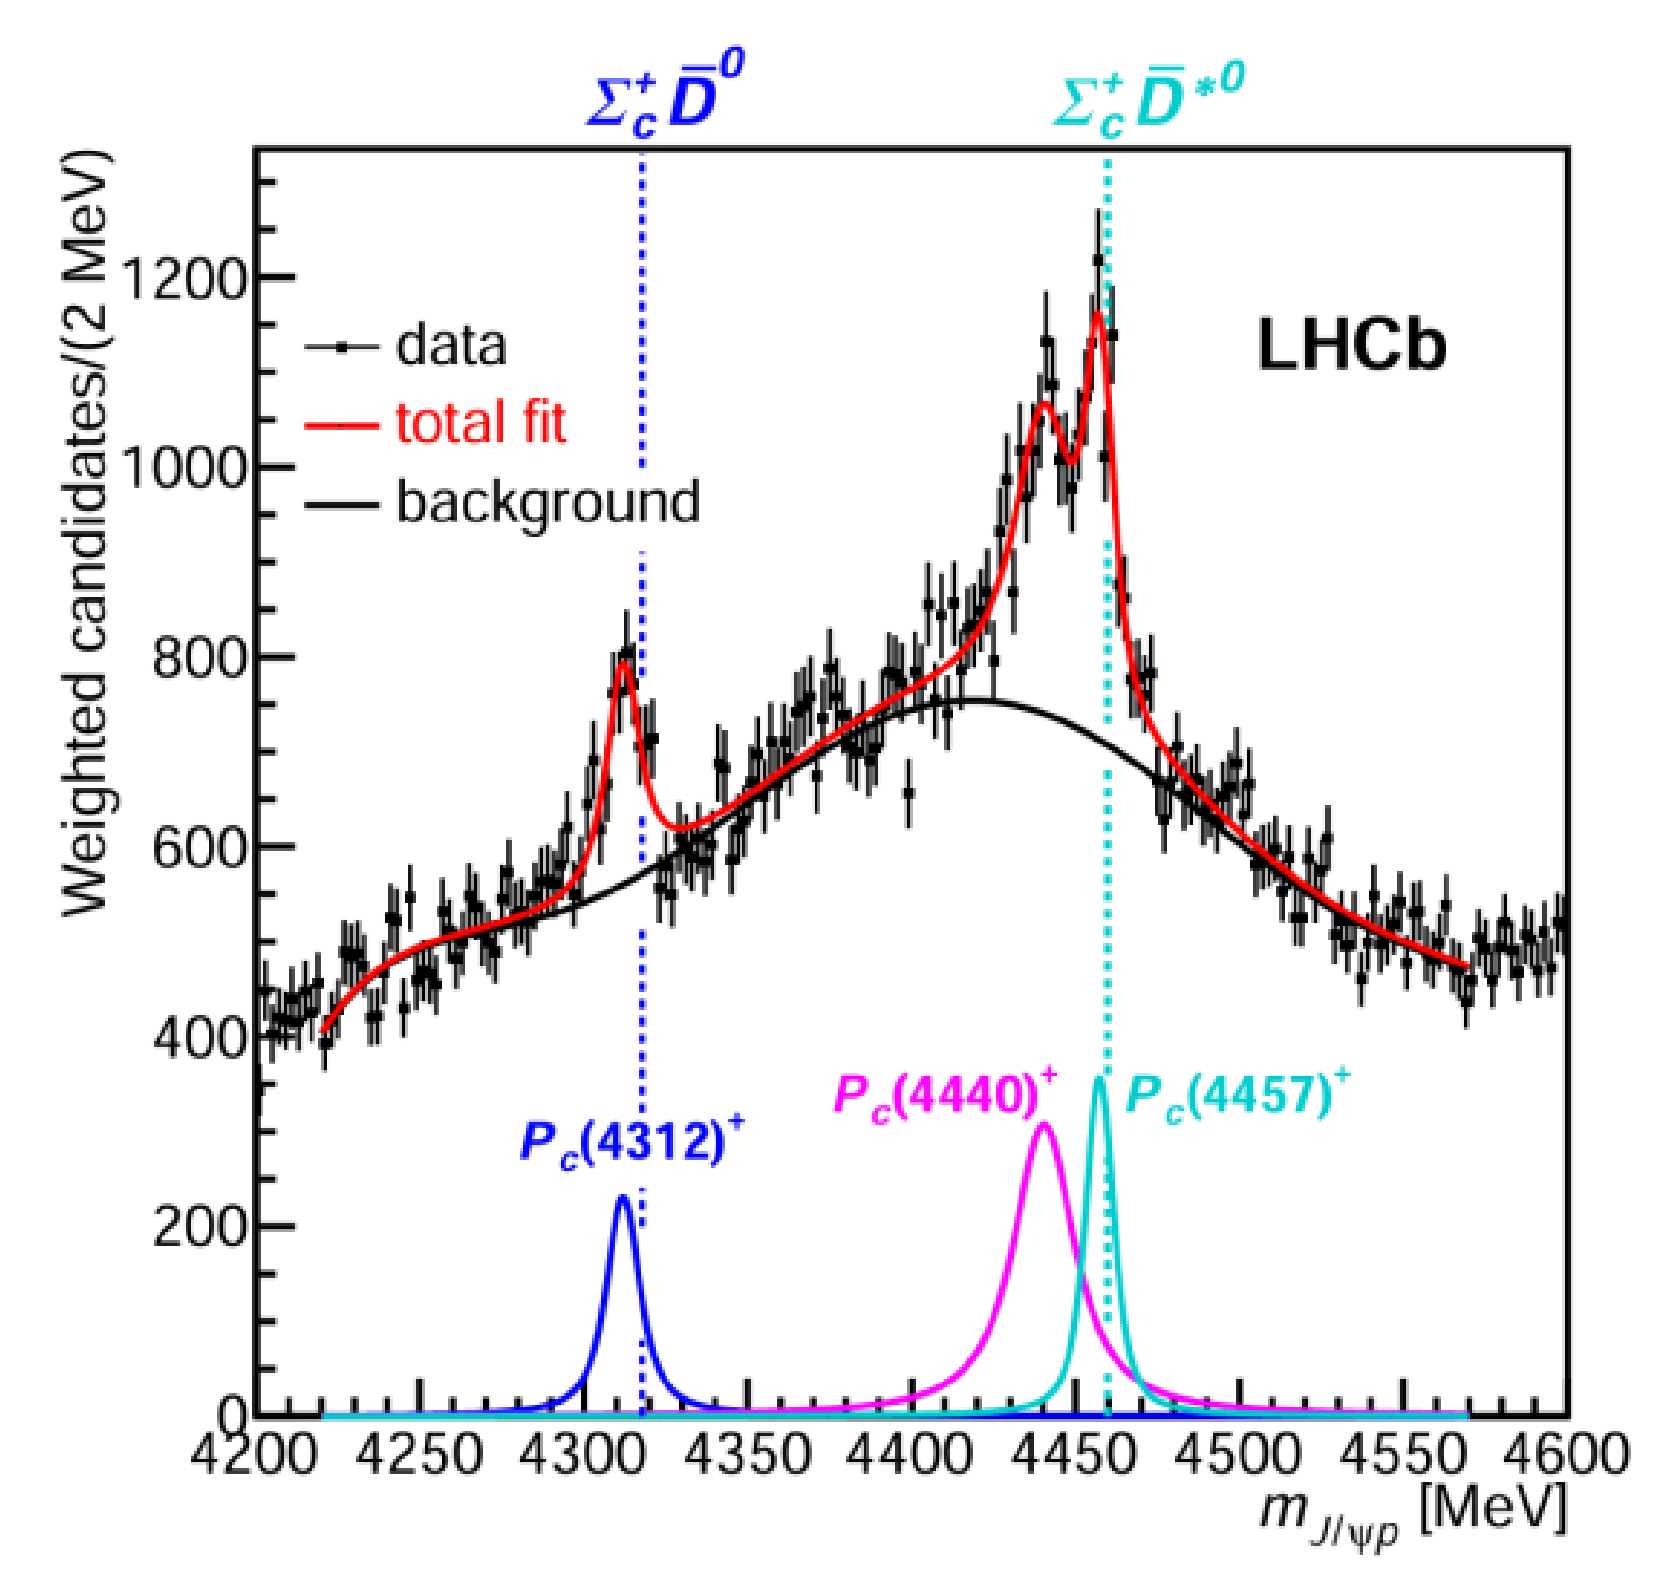 Σc+ D̄0 Σc+ D̄*0
Weighted candidates/(2 MeV)
1200
1000
800
600
400
200
0
data
total fit
background
LHCb
Pc(4312)+
Pc(4440)+
Pc(4457)+
4200 4250 4300 4350 4400 4450 4500 4550 4600
mJ/ψp [MeV]